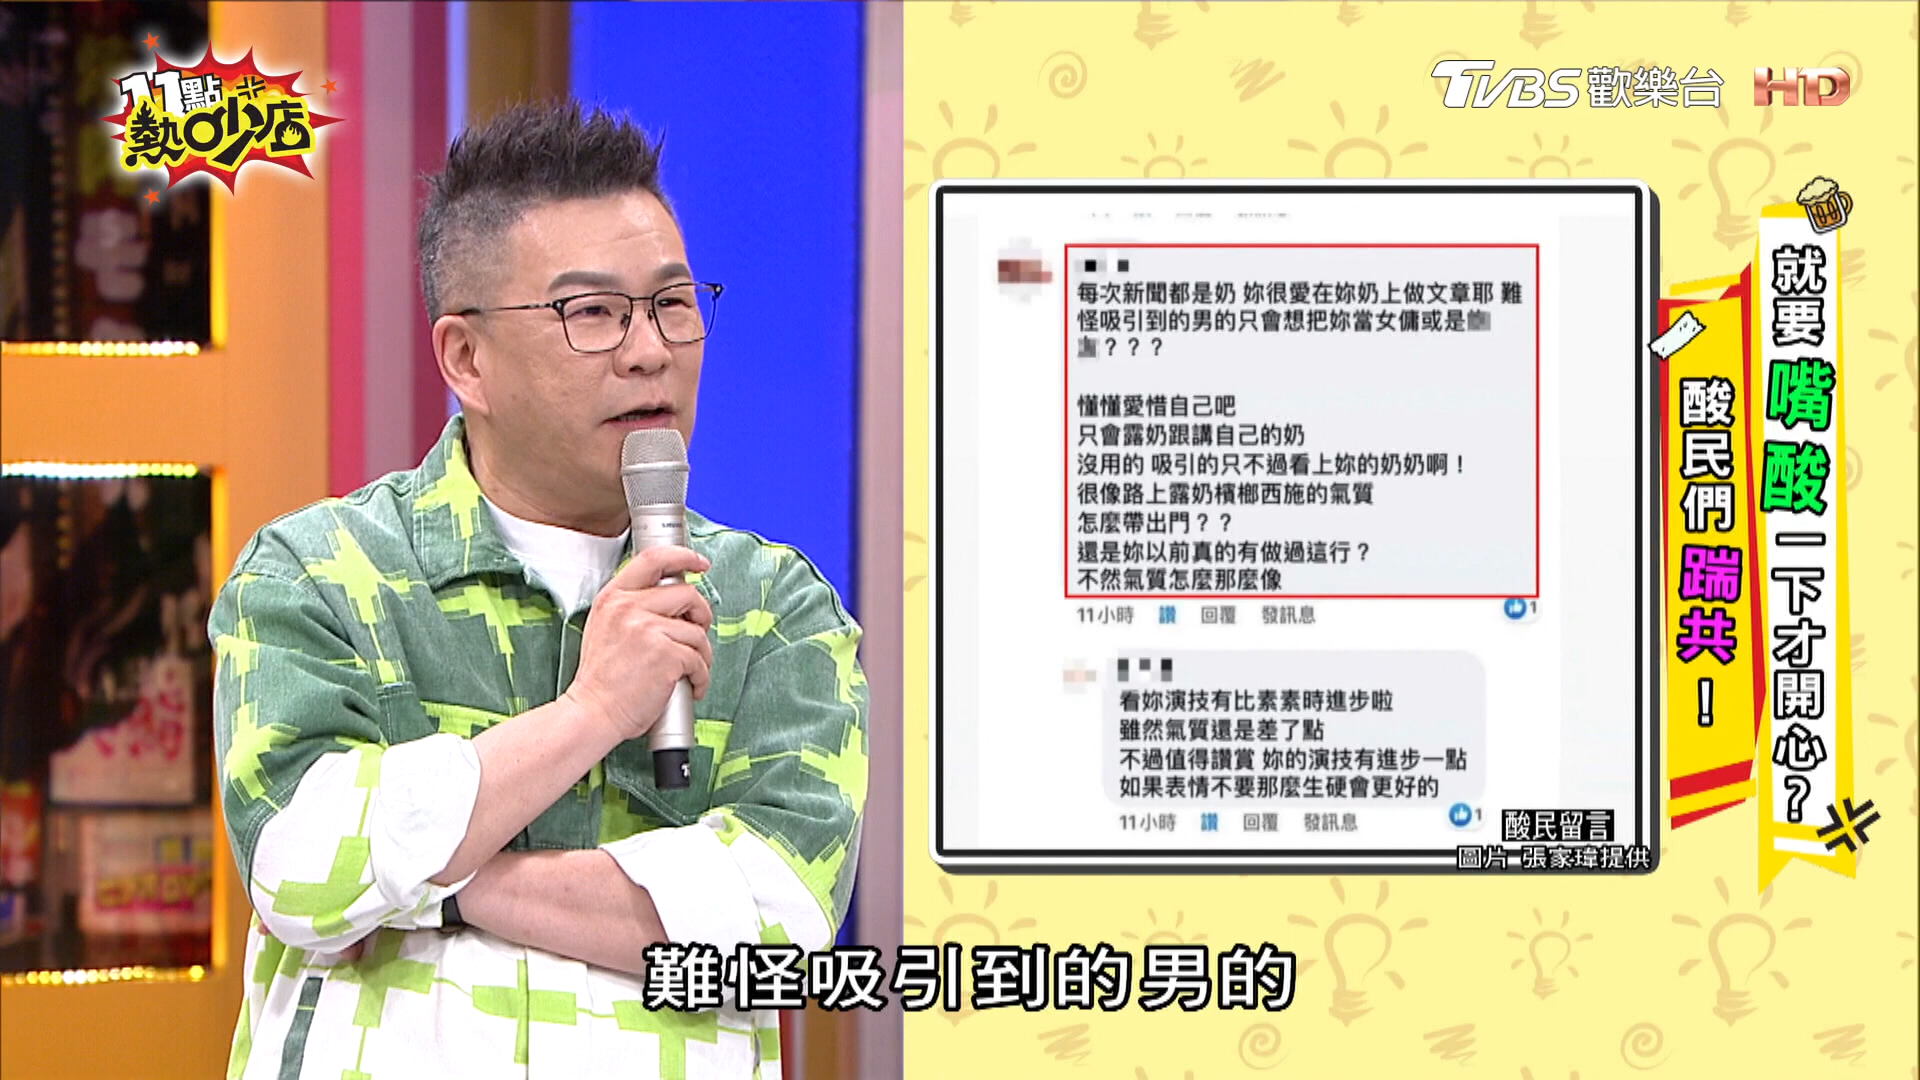 11點
熱吵店
TVBS歡樂台 HD
就要嘴酸一下才開心?
酸民們踹共!
每次新聞都是奶 妳很愛在妳奶上做文章耶 難
怪吸引到的男的只會想把妳當女傭或是
???
懂懂愛惜自己吧
只會露奶跟講自己的奶
沒用的 吸引的只不過看上妳的奶奶啊!
很像路上露奶檳榔西施的氣質
怎麼帶出門??
還是妳以前真的有做過這行?
不然氣質怎麼那麼像
11小時 讚 回覆 發訊息 1
看妳演技有比素素時進步啦
雖然氣質還是差了點
不過值得讚賞 妳的演技有進步一點
如果表情不要那麼生硬會更好的
11小時 讚 回覆 發訊息 1
酸民留言
圖片 張家瑋提供
難怪吸引到的男的